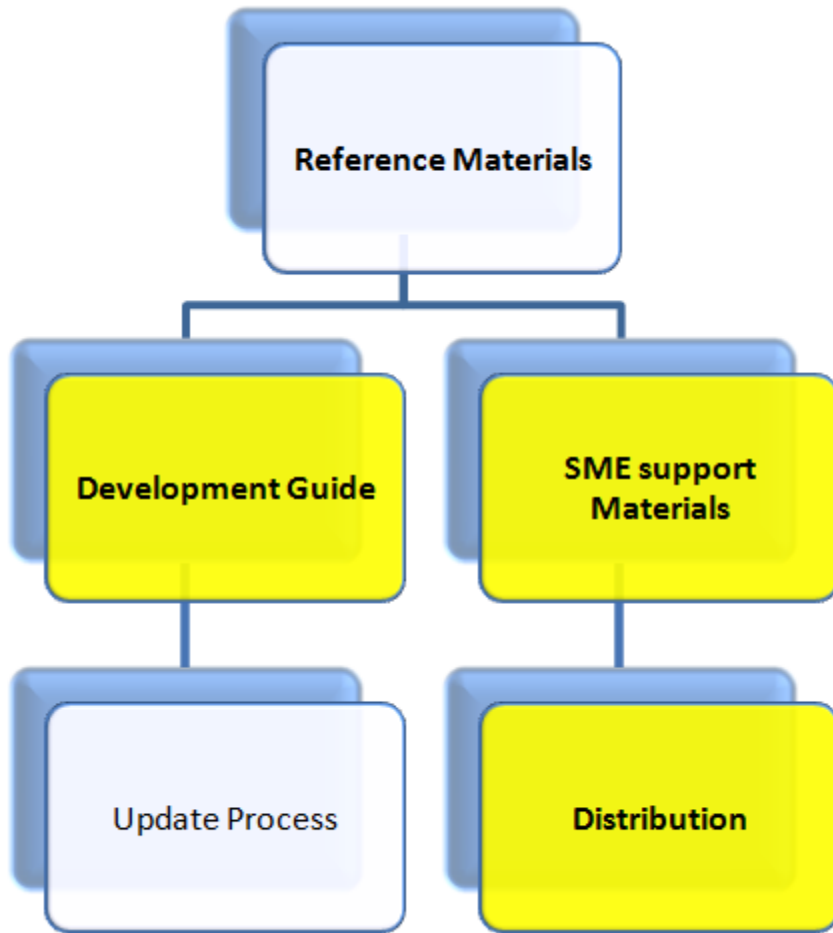 Reference Materials
Development Guide
SME support
Materials
Update Process
Distribution